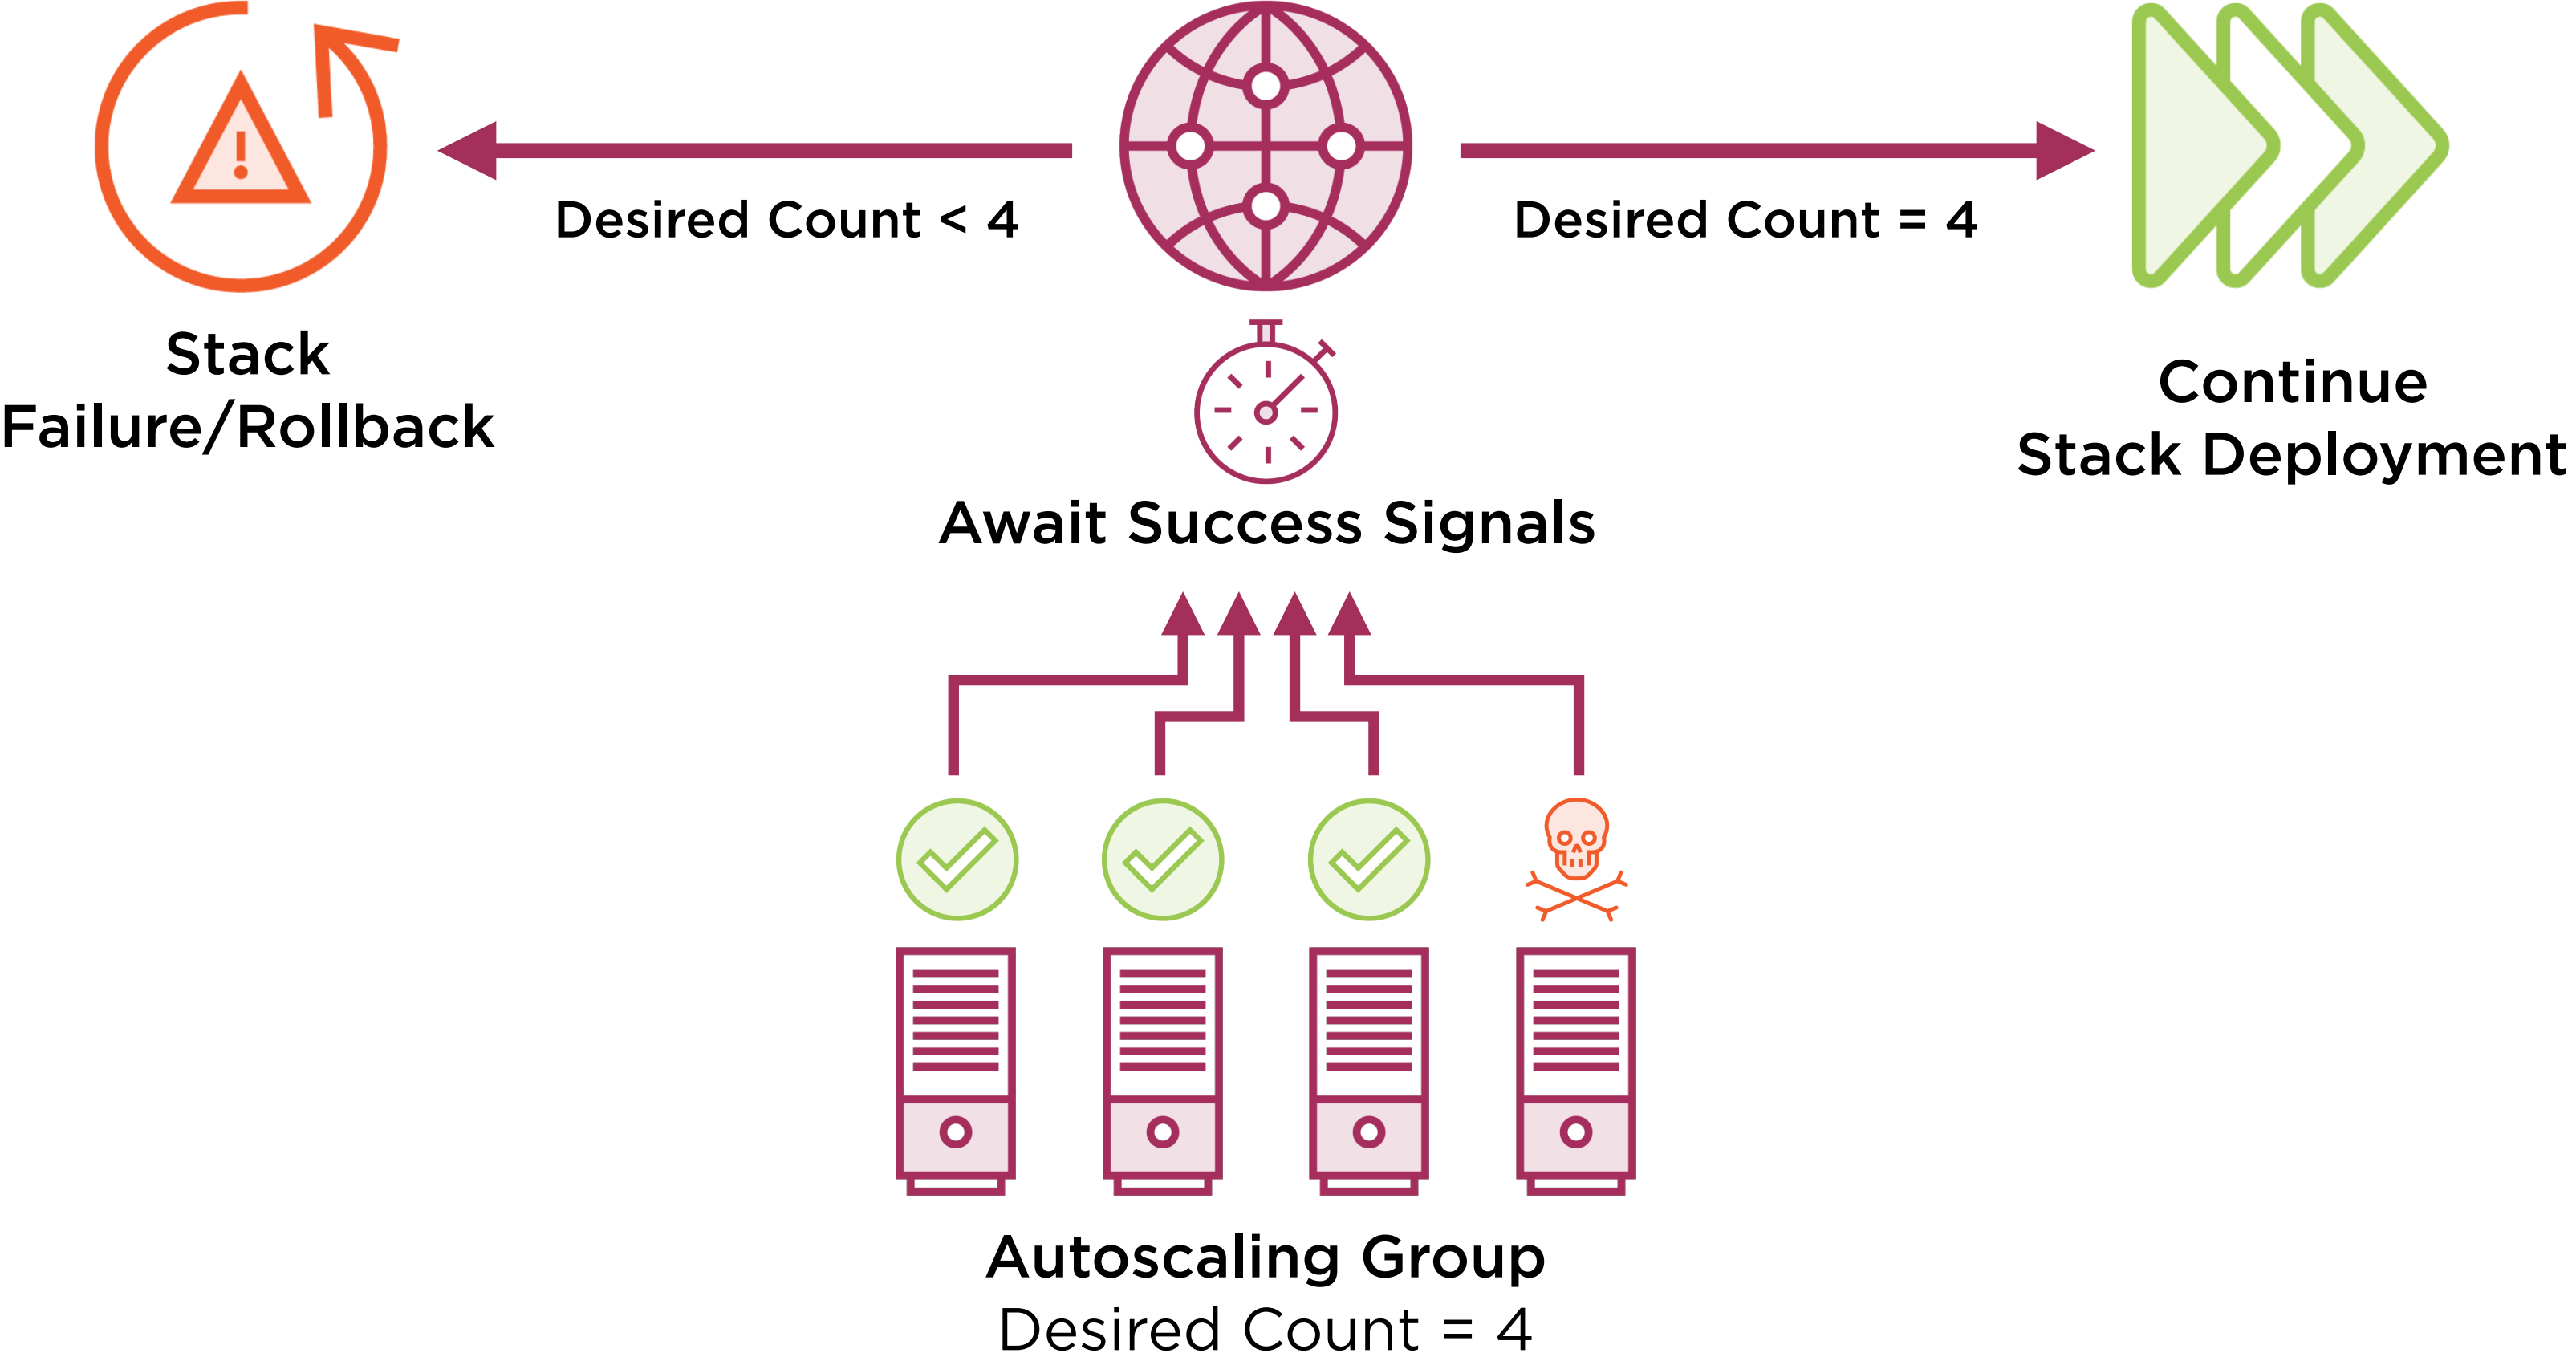 Desired Count < 4
Desired Count = 4
Stack
Failure/Rollback
Continue
Stack Deployment
Await Success Signals
Autoscaling Group
Desired Count = 4